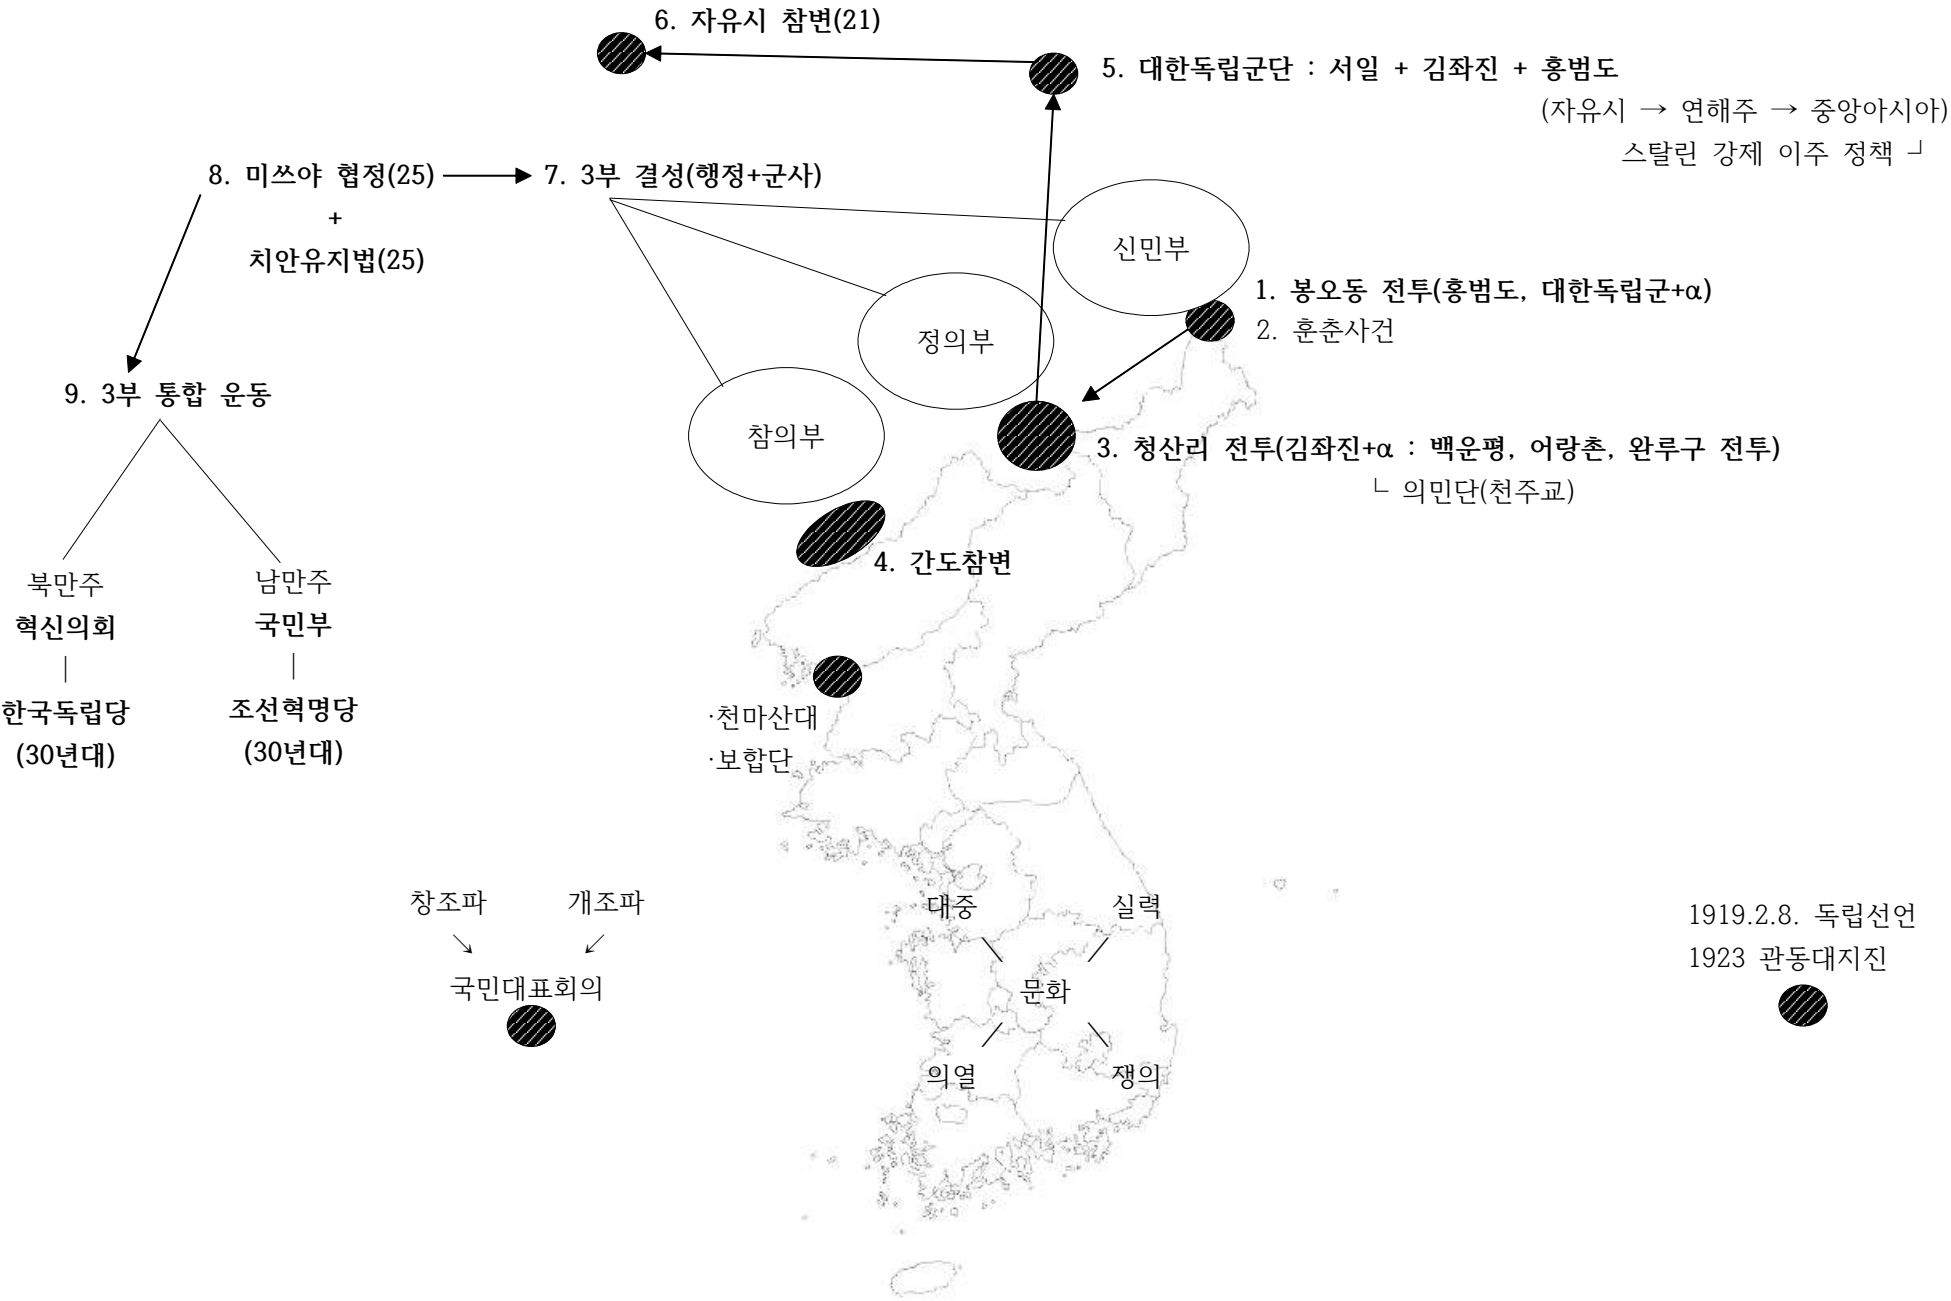 6. 자유시 참변(21)
5. 대한독립군단 : 서일 + 김좌진 + 홍범도
(자유시 → 연해주 → 중앙아시아)
스탈린 강제 이주 정책 ┘
8. 미쓰야 협정(25)
7. 3부 결성(행정+군사)
+
치안유지법(25)
신민부
정의부
참의부
1. 봉오동 전투(홍범도, 대한독립군+α)
2. 훈춘사건
9. 3부 통합 운동
3. 청산리 전투(김좌진+α : 백운평, 어랑촌, 완루구 전투)
└ 의민단(천주교)
4. 간도참변
북만주
혁신의회
한국독립당
(30년대)
남만주
국민부
조선혁명당
(30년대)
·천마산대
·보합단
창조파
개조파
↘
↙
국민대표회의
대중
실력
문화
의열
쟁의
1919.2.8. 독립선언
1923 관동대지진